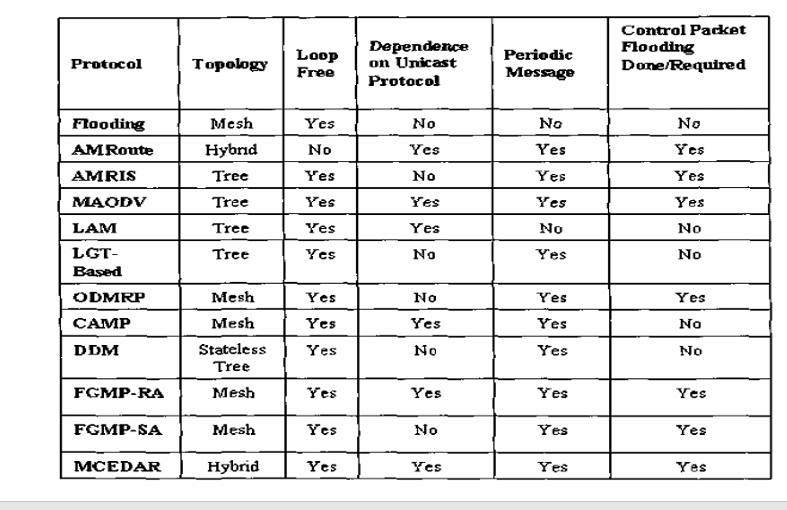 Protocol Topology Loop Free Dependence on Unicast Protocol Periodic Message Control Packet Flooding Done/Required
Flooding Mesh Yes No No No
AMRoute Hybrid No Yes Yes Yes
AMRIS Tree Yes No Yes Yes
MAODV Tree Yes Yes Yes Yes
LAM Tree Yes Yes No No
LGT-Based Tree Yes No Yes No
ODMRP Mesh Yes No Yes Yes
CAMP Mesh Yes Yes Yes No
DDM Stateless Tree Yes No Yes No
FGMP-RA Mesh Yes Yes Yes Yes
FGMP-SA Mesh Yes No Yes Yes
MCEDAR Hybrid Yes Yes Yes Yes